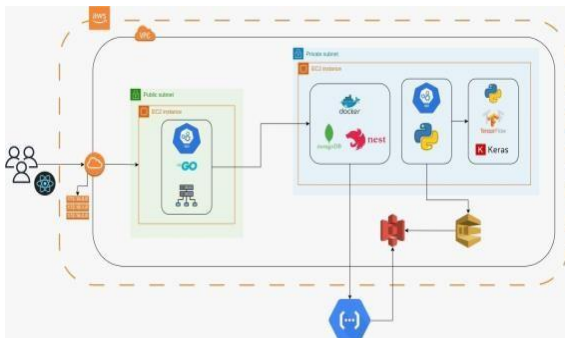 aws
VPC
Private subnet
EC2 instance
Public subnet
EC2 instance
docker
GO
mongoDB
nest
TensorFlow
K Keras